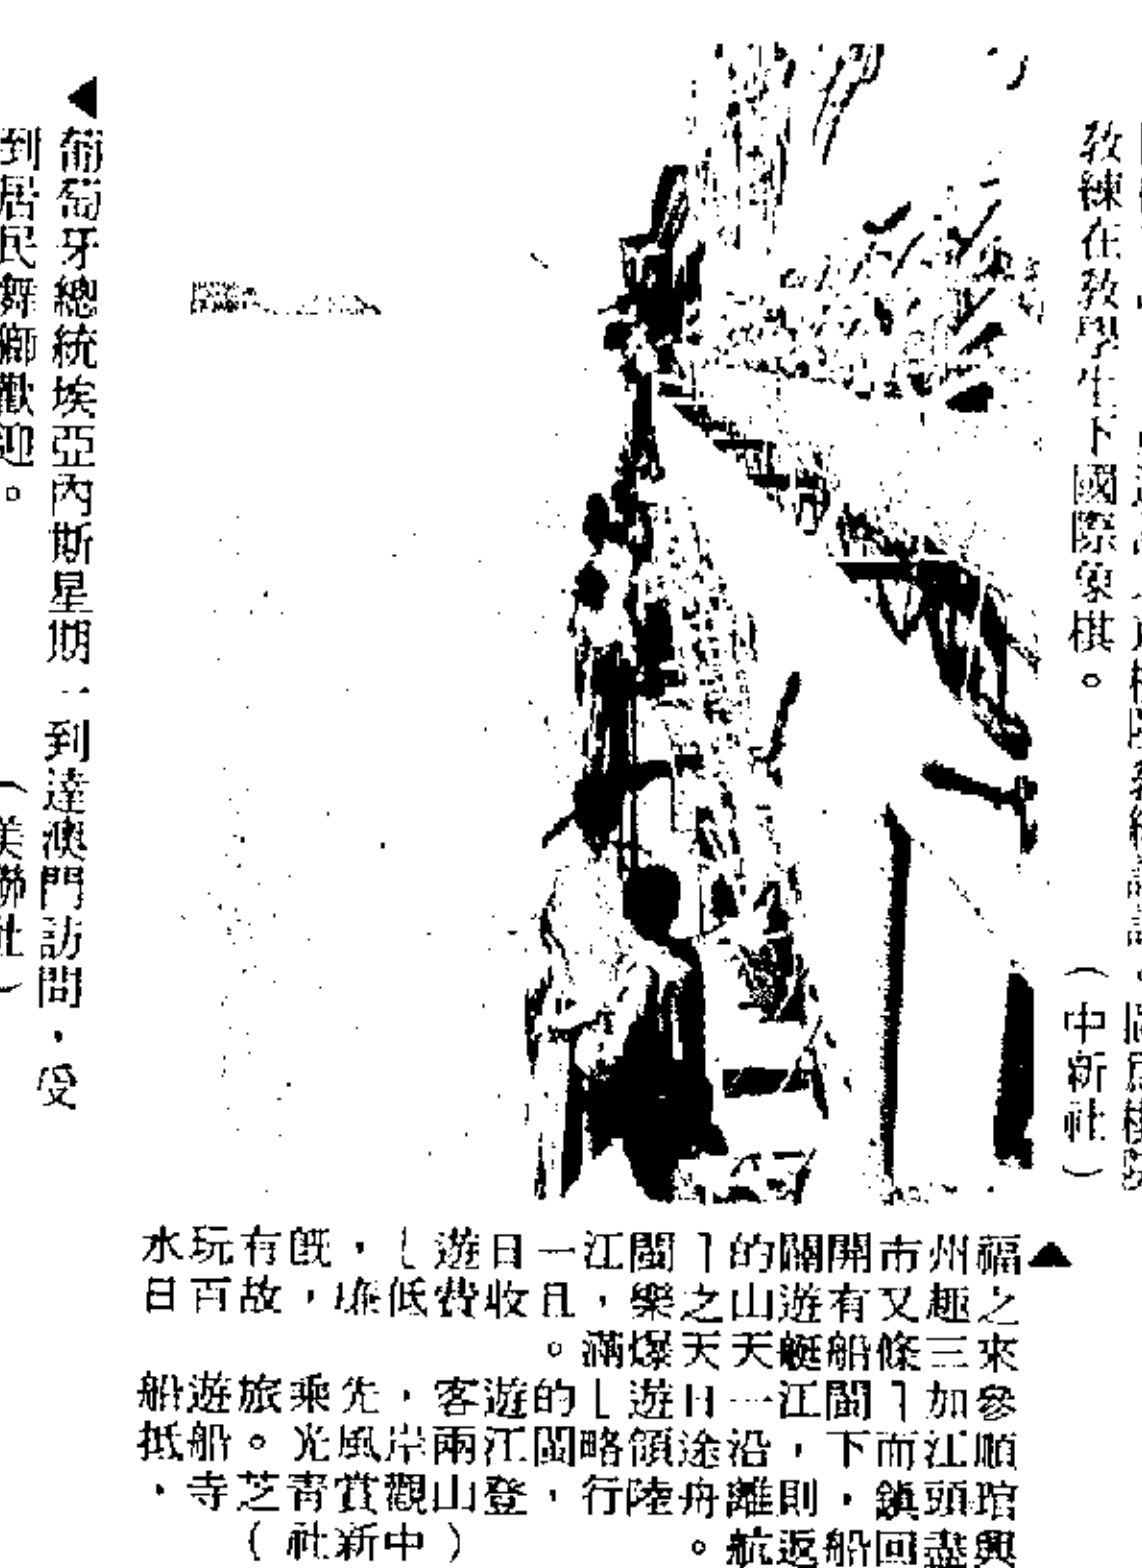 教練在教學生下國際象棋。（中新社）
▲福州市開闢的「閩江一日遊」，既有玩水
之趣又有遊山之樂，且收費低廉，故百日
來三條船艇天天爆滿。
參加「閩江一日遊」的遊客，先乘旅遊船
順江而下，沿途領略閩江兩岸風光。船抵
琯頭鎮，則離舟陸行，登山觀賞青芝寺，
興盡回船返航。（中新社）
◀葡萄牙總統埃亞內斯星期一到達澳門訪問，受
到居民舞獅歡迎。（美聯社）